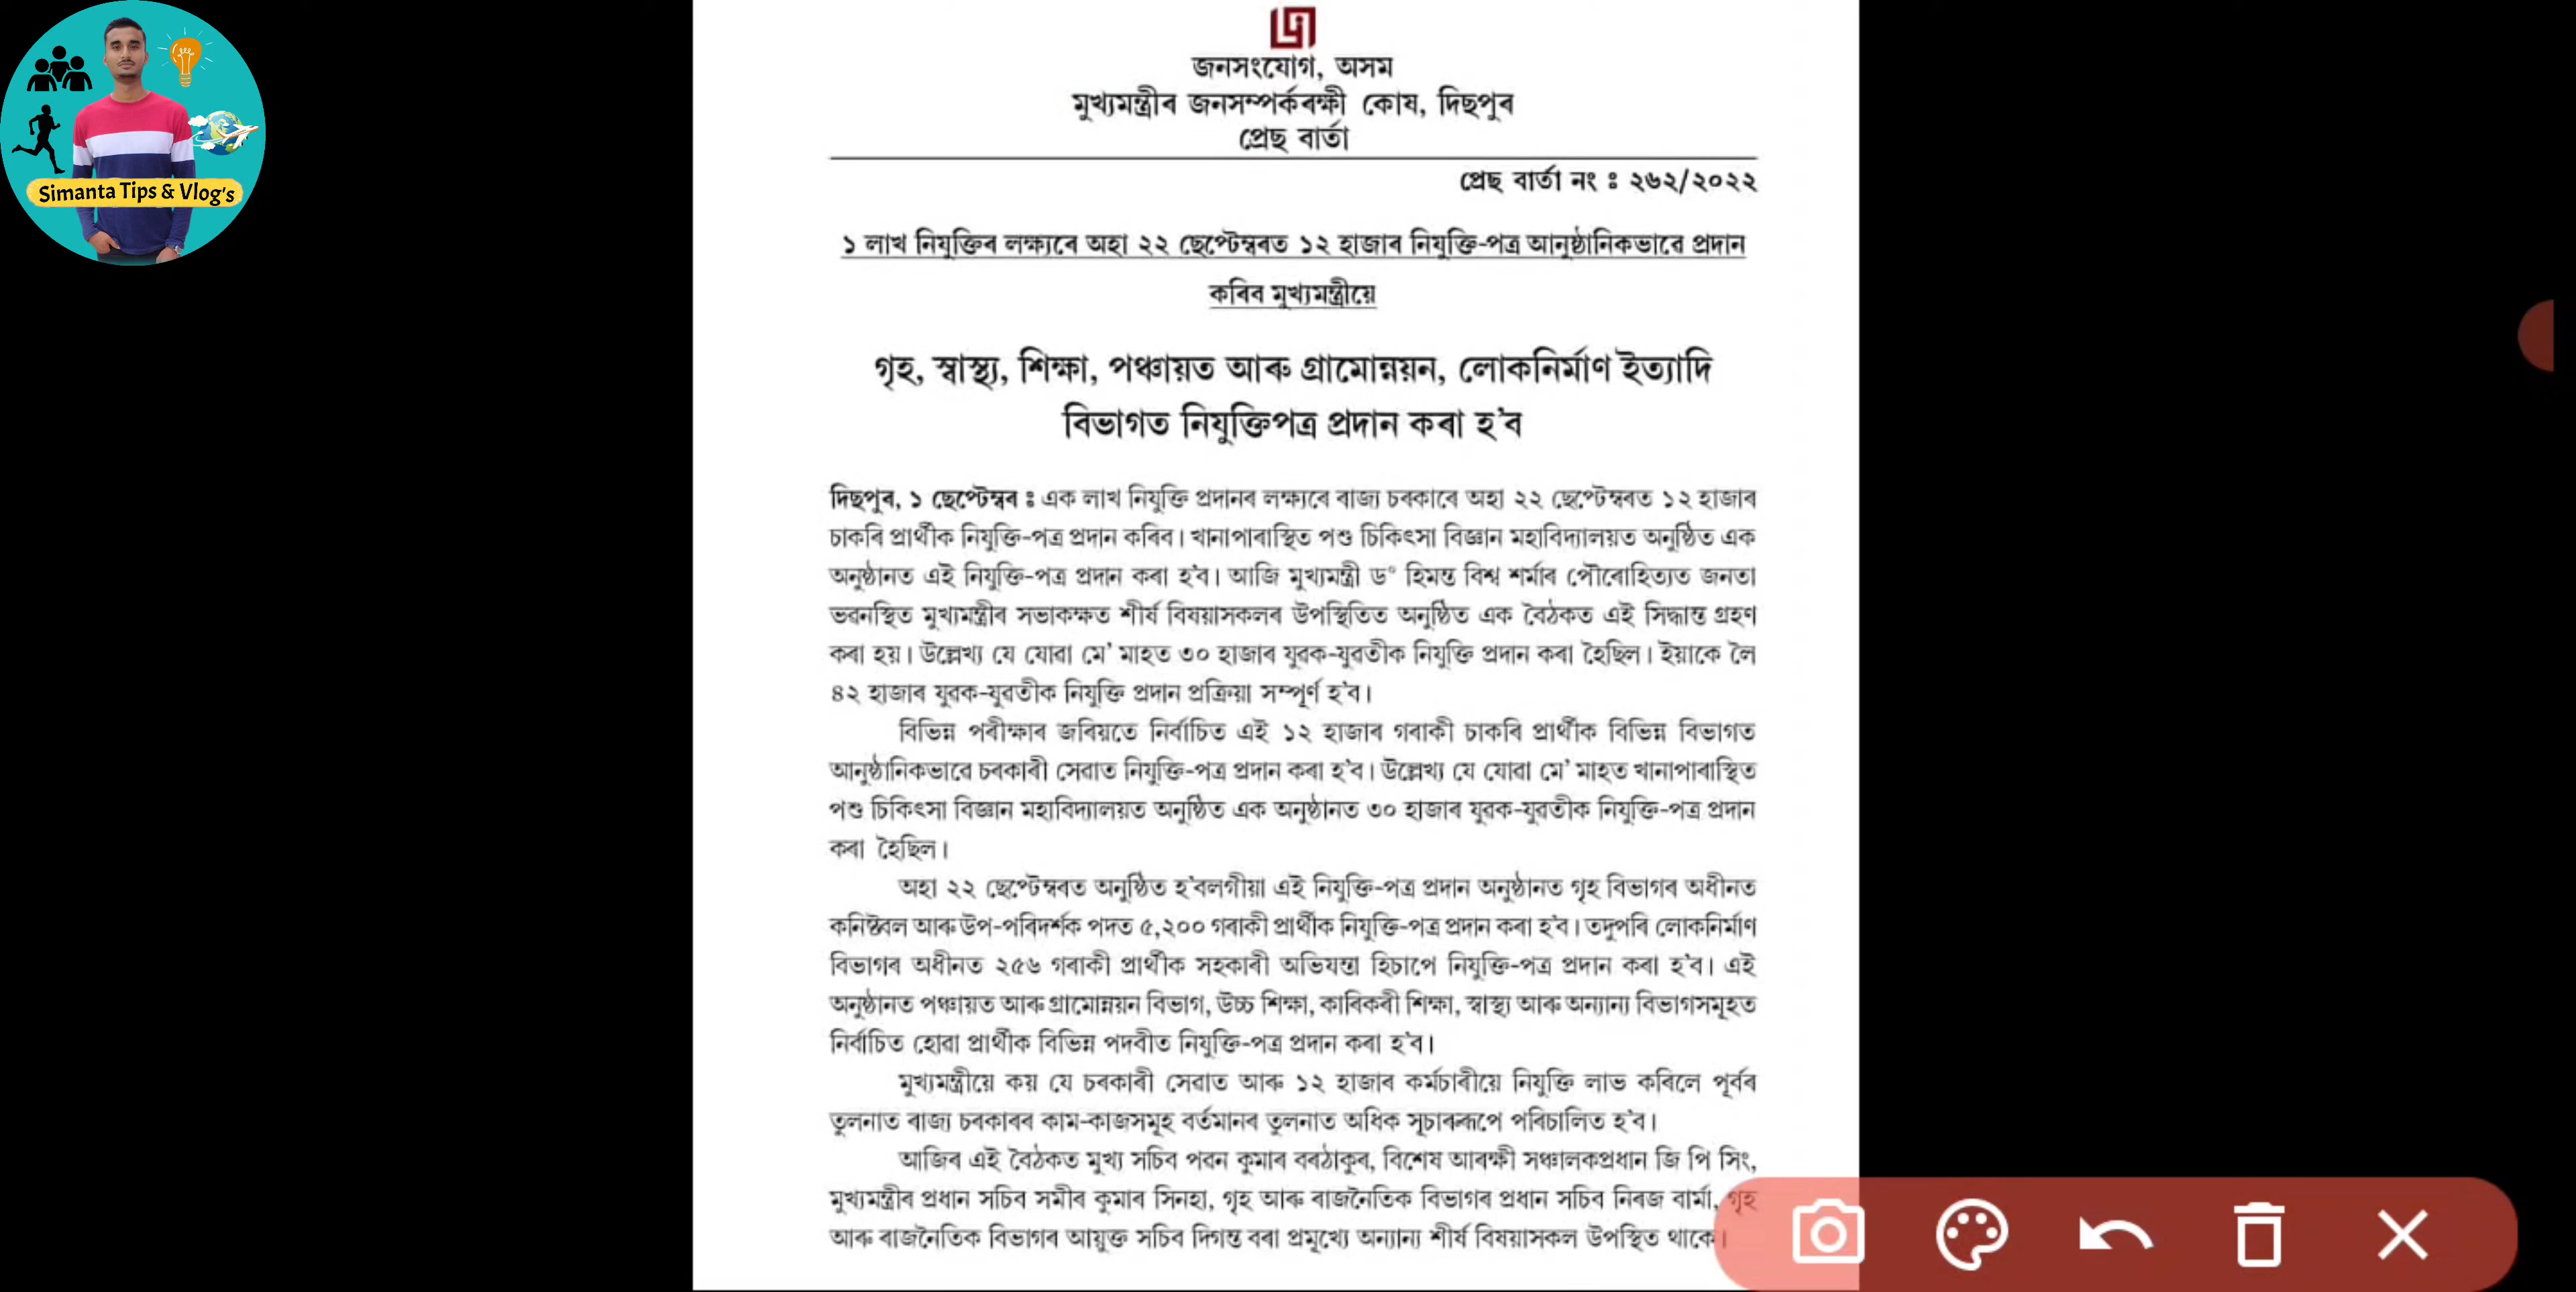 Simanta Tips & Vlog's
জনসংযোগ, অসম
মুখ্যমন্ত্ৰীৰ জনসম্পৰ্কৰক্ষী কোষ, দিছপুৰ
প্ৰেছ বাৰ্তা
প্ৰেছ বাৰ্তা নং ঃ ২৬২/২০২২
১ লাখ নিযুক্তিৰ লক্ষ্যৰে অহা ২২ ছেপ্টেম্বৰত ১২ হাজাৰ নিযুক্তি-পত্ৰ আনুষ্ঠানিকভাৱে প্ৰদান
কৰিব মুখ্যমন্ত্ৰীয়ে
গৃহ, স্বাস্থ্য, শিক্ষা, পঞ্চায়ত আৰু গ্ৰামোন্নয়ন, লোকনিৰ্মাণ ইত্যাদি
বিভাগত নিযুক্তিপত্ৰ প্ৰদান কৰা হ'ব
দিছপুৰ, ১ ছেপ্টেম্বৰ ঃ এক লাখ নিযুক্তি প্ৰদানৰ লক্ষ্যৰে ৰাজ্য চৰকাৰে অহা ২২ ছেপ্টেম্বৰত ১২ হাজাৰ
চাকৰি প্ৰাৰ্থীক নিযুক্তি-পত্ৰ প্ৰদান কৰিব। খানাপাৰাস্থিত পশু চিকিৎসা বিজ্ঞান মহাবিদ্যালয়ত অনুষ্ঠিত এক
অনুষ্ঠানত এই নিযুক্তি-পত্ৰ প্ৰদান কৰা হ'ব। আজি মুখ্যমন্ত্ৰী ড° হিমন্ত বিশ্ব শৰ্মাৰ পৌৰোহিত্যত জনতা
ভৱনস্থিত মুখ্যমন্ত্ৰীৰ সভাকক্ষত শীৰ্ষ বিষয়াসকলৰ উপস্থিতিত অনুষ্ঠিত এক বৈঠকত এই সিদ্ধান্ত গ্ৰহণ
কৰা হয়। উল্লেখ্য যে যোৱা মে' মাহত ৩০ হাজাৰ যুৱক-যুৱতীক নিযুক্তি প্ৰদান কৰা হৈছিল। ইয়াকে লৈ
৪২ হাজাৰ যুৱক-যুৱতীক নিযুক্তি প্ৰদান প্ৰক্ৰিয়া সম্পূৰ্ণ হ'ব।
বিভিন্ন পৰীক্ষাৰ জৰিয়তে নিৰ্বাচিত এই ১২ হাজাৰ গৰাকী চাকৰি প্ৰাৰ্থীক বিভিন্ন বিভাগত
আনুষ্ঠানিকভাৱে চৰকাৰী সেৱাত নিযুক্তি-পত্ৰ প্ৰদান কৰা হ'ব। উল্লেখ্য যে যোৱা মে' মাহত খানাপাৰাস্থিত
পশু চিকিৎসা বিজ্ঞান মহাবিদ্যালয়ত অনুষ্ঠিত এক অনুষ্ঠানত ৩০ হাজাৰ যুৱক-যুৱতীক নিযুক্তি-পত্ৰ প্ৰদান
কৰা হৈছিল।
অহা ২২ ছেপ্টেম্বৰত অনুষ্ঠিত হ'বলগীয়া এই নিযুক্তি-পত্ৰ প্ৰদান অনুষ্ঠানত গৃহ বিভাগৰ অধীনত
কনিষ্টবল আৰু উপ-পৰিদৰ্শক পদত ৫,২০০ গৰাকী প্ৰাৰ্থীক নিযুক্তি-পত্ৰ প্ৰদান কৰা হ'ব। তদুপৰি লোকনিৰ্মাণ
বিভাগৰ অধীনত ২৫৬ গৰাকী প্ৰাৰ্থীক সহকাৰী অভিযন্তা হিচাপে নিযুক্তি-পত্ৰ প্ৰদান কৰা হ'ব। এই
অনুষ্ঠানত পঞ্চায়ত আৰু গ্ৰামোন্নয়ন বিভাগ, উচ্চ শিক্ষা, কাৰিকৰী শিক্ষা, স্বাস্থ্য আৰু অন্যান্য বিভাগসমূহত
নিৰ্বাচিত হোৱা প্ৰাৰ্থীক বিভিন্ন পদবীত নিযুক্তি-পত্ৰ প্ৰদান কৰা হ'ব।
মুখ্যমন্ত্ৰীয়ে কয় যে চৰকাৰী সেৱাত আৰু ১২ হাজাৰ কৰ্মচাৰীয়ে নিযুক্তি লাভ কৰিলে পূৰ্বৰ
তুলনাত ৰাজ্য চৰকাৰৰ কাম-কাজসমূহ বৰ্তমানৰ তুলনাত অধিক সূচাৰুৰূপে পৰিচালিত হ'ব।
আজিৰ এই বৈঠকত মুখ্য সচিব পৱন কুমাৰ বৰঠাকুৰ, বিশেষ আৰক্ষী সঞ্চালকপ্ৰধান জি পি সিং,
মুখ্যমন্ত্ৰীৰ প্ৰধান সচিব সমীৰ কুমাৰ সিনহা, গৃহ আৰু ৰাজনৈতিক বিভাগৰ প্ৰধান সচিব নিৰজ বাৰ্মা, গৃহ
আৰু ৰাজনৈতিক বিভাগৰ আয়ুক্ত সচিব দিগন্ত বৰা প্ৰমূখ্যে অন্যান্য শীৰ্ষ বিষয়াসকল উপস্থিত থাকে।